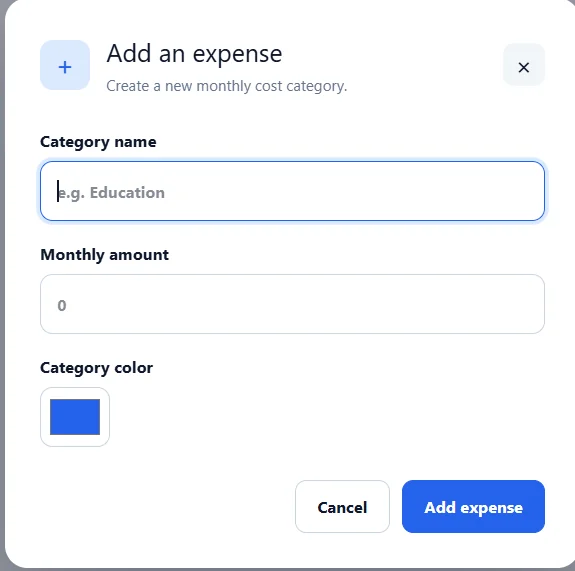 +
Add an expense
×
Create a new monthly cost category.
Category name
e.g. Education
Monthly amount
0
Category color
Cancel
Add expense